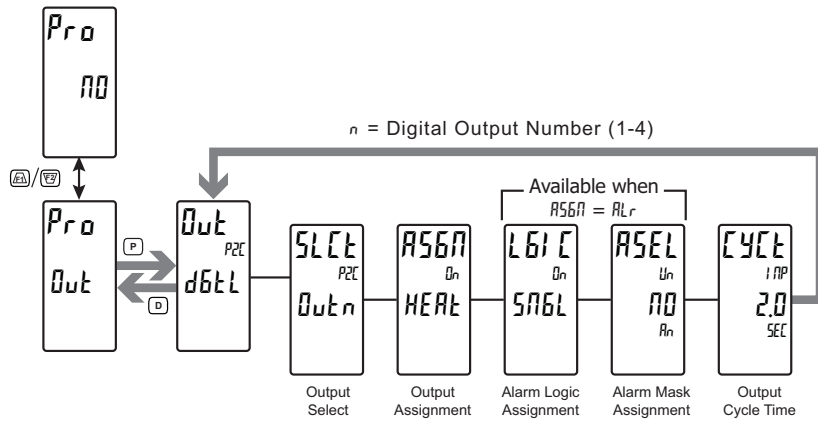 Pro
NO
F1/F2
n = Digital Output Number (1-4)
Pro
Out
P
D
Out
P2C
dGtL
Available when
ASGN = ALr
SLCt
P2C
Outn
ASGN
On
HEAt
LGIC
On
SNGL
ASEL
Un
NO
An
CYCt
INP
2.0
SEC
Output
Select
Output
Assignment
Alarm Logic
Assignment
Alarm Mask
Assignment
Output
Cycle Time